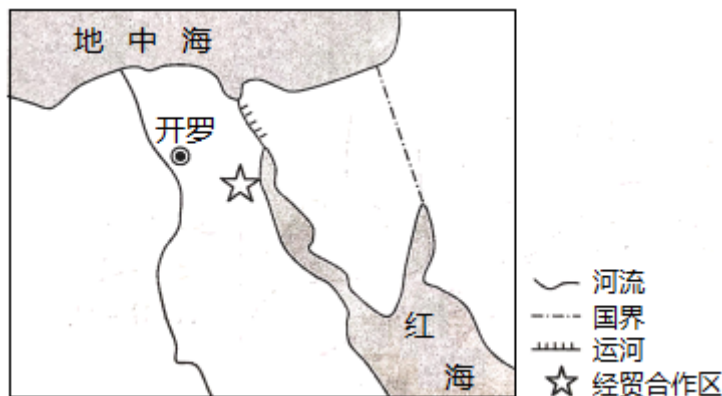 地中海
开罗
红
海
河流
国界
运河
经贸合作区